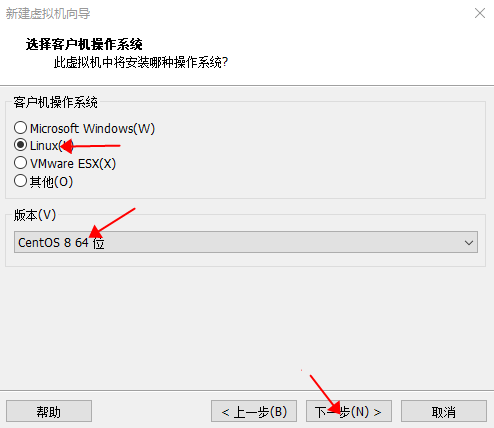 新建虚拟机向导
选择客户机操作系统
此虚拟机中将安装哪种操作系统?
客户机操作系统
Microsoft Windows(W)
Linux(
VMware ESX(X)
其他(O)
版本(V)
CentOS 8 64 位
帮助
< 上一步(B)
下一步(N) >
取消